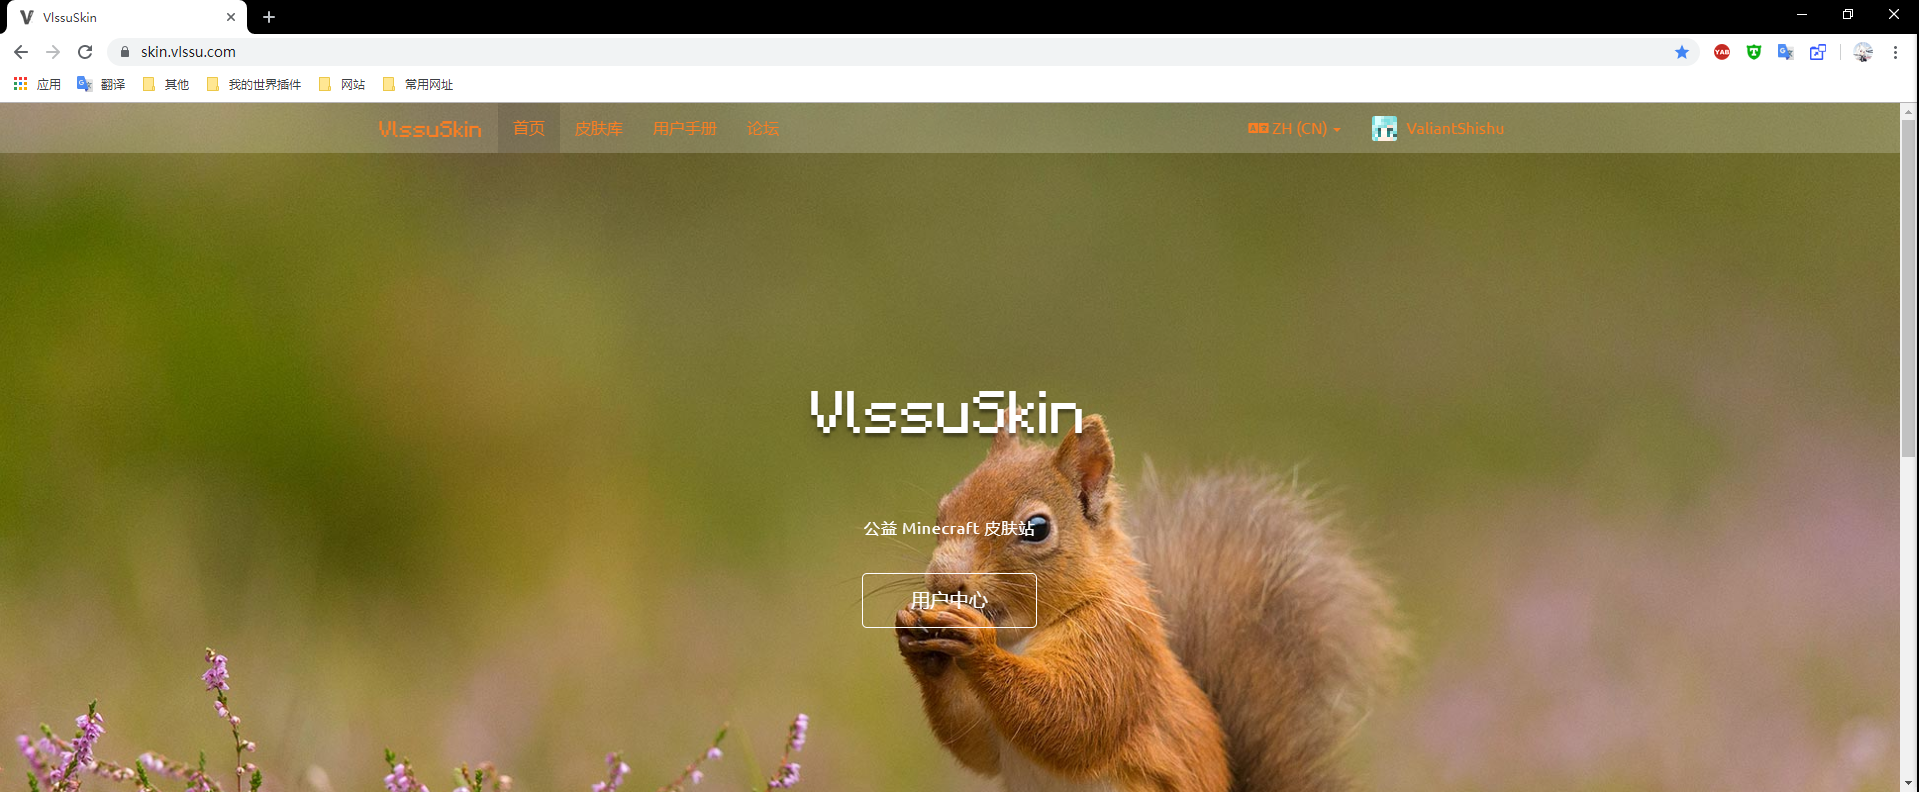 VlssuSkin
skin.vlssu.com
应用 翻译 其他 我的世界插件 网站 常用网址
VlssuSkin 首页 皮肤库 用户手册 论坛 ZH (CN) ValiantShishu
VlssuSkin
公益 Minecraft 皮肤站
用户中心